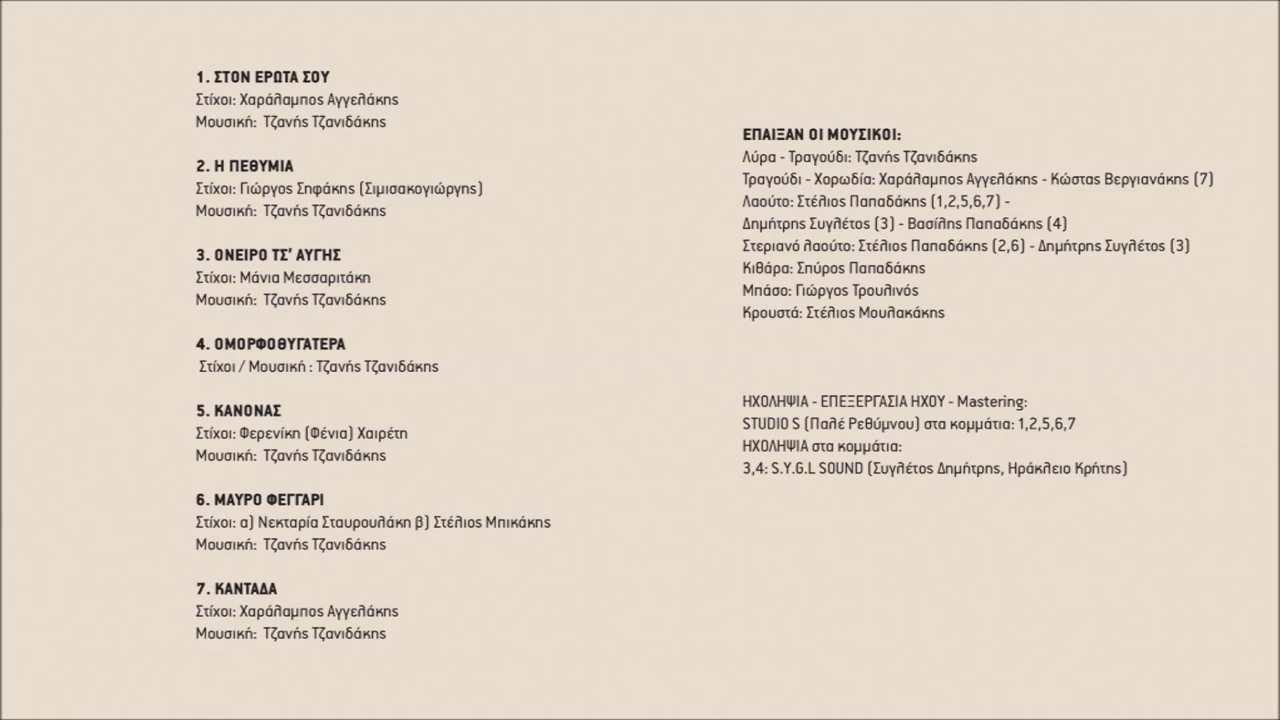 1. ΣΤΟΝ ΕΡΩΤΑ ΣΟΥ
Στίχοι: Χαράλαμπος Αγγελάκης
Μουσική: Τζανής Τζανιδάκης
2. Η ΠΕΘΥΜΙΑ
Στίχοι: Γιώργος Σηφάκης (Σιμισακογιώργης)
Μουσική: Τζανής Τζανιδάκης
3. ΟΝΕΙΡΟ ΤΣ' ΑΥΓΗΣ
Στίχοι: Μάνια Μεσσαριτάκη
Μουσική: Τζανής Τζανιδάκης
4. ΟΜΟΡΦΟΘΥΓΑΤΕΡΑ
Στίχοι / Μουσική : Τζανής Τζανιδάκης
5. ΚΑΝΟΝΑΣ
Στίχοι: Φερενίκη (Φένια) Χαιρέτη
Μουσική: Τζανής Τζανιδάκης
6. ΜΑΥΡΟ ΦΕΓΓΑΡΙ
Στίχοι: α) Νεκταρία Σταυρουλάκη β) Στέλιος Μπικάκης
Μουσική: Τζανής Τζανιδάκης
7. ΚΑΝΤΑΔΑ
Στίχοι: Χαράλαμπος Αγγελάκης
Μουσική: Τζανής Τζανιδάκης
ΕΠΑΙΞΑΝ ΟΙ ΜΟΥΣΙΚΟΙ:
Λύρα - Τραγούδι: Τζανής Τζανιδάκης
Τραγούδι - Χορωδία: Χαράλαμπος Αγγελάκης - Κώστας Βεργιανάκης (7)
Λαούτο: Στέλιος Παπαδάκης (1,2,5,6,7) -
Δημήτρης Συγλέτος (3) - Βασίλης Παπαδάκης (4)
Στεριανό λαούτο: Στέλιος Παπαδάκης (2,6) - Δημήτρης Συγλέτος (3)
Κιθάρα: Σπύρος Παπαδάκης
Μπάσο: Γιώργος Τρουλινός
Κρουστά: Στέλιος Μουλακάκης
ΗΧΟΛΗΨΙΑ - ΕΠΕΞΕΡΓΑΣΙΑ ΗΧΟΥ - Mastering:
STUDIO S (Παλέ Ρεθύμνου) στα κομμάτια: 1,2,5,6,7
ΗΧΟΛΗΨΙΑ στα κομμάτια:
3,4: S.Y.G.L SOUND (Συγλέτος Δημήτρης, Ηράκλειο Κρήτης)